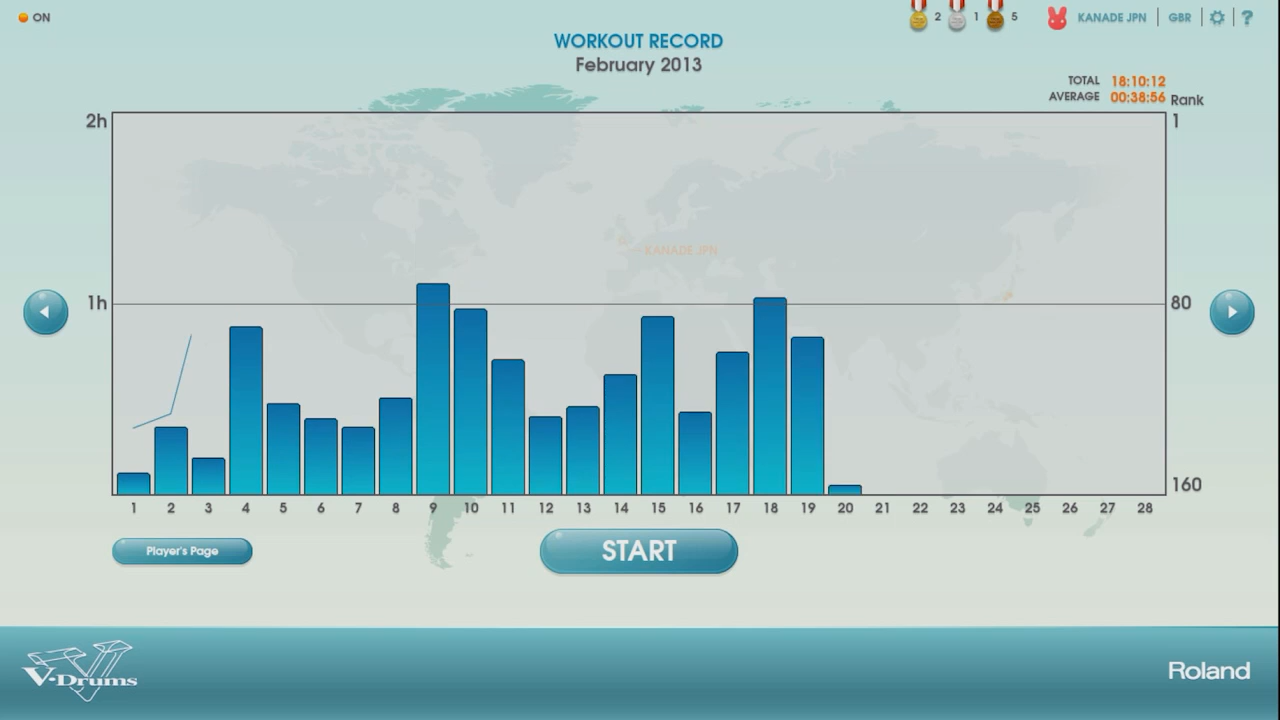 ON
2 1 5
KANADE JPN GBR ?
WORKOUT RECORD
February 2013
TOTAL 18:10:12
AVERAGE 00:38:56
Rank
2h
1
KANADE JPN
1h
80
160
1 2 3 4 5 6 7 8 9 10 11 12 13 14 15 16 17 18 19 20 21 22 23 24 25 26 27 28
Player's Page
START
V-Drums
Roland